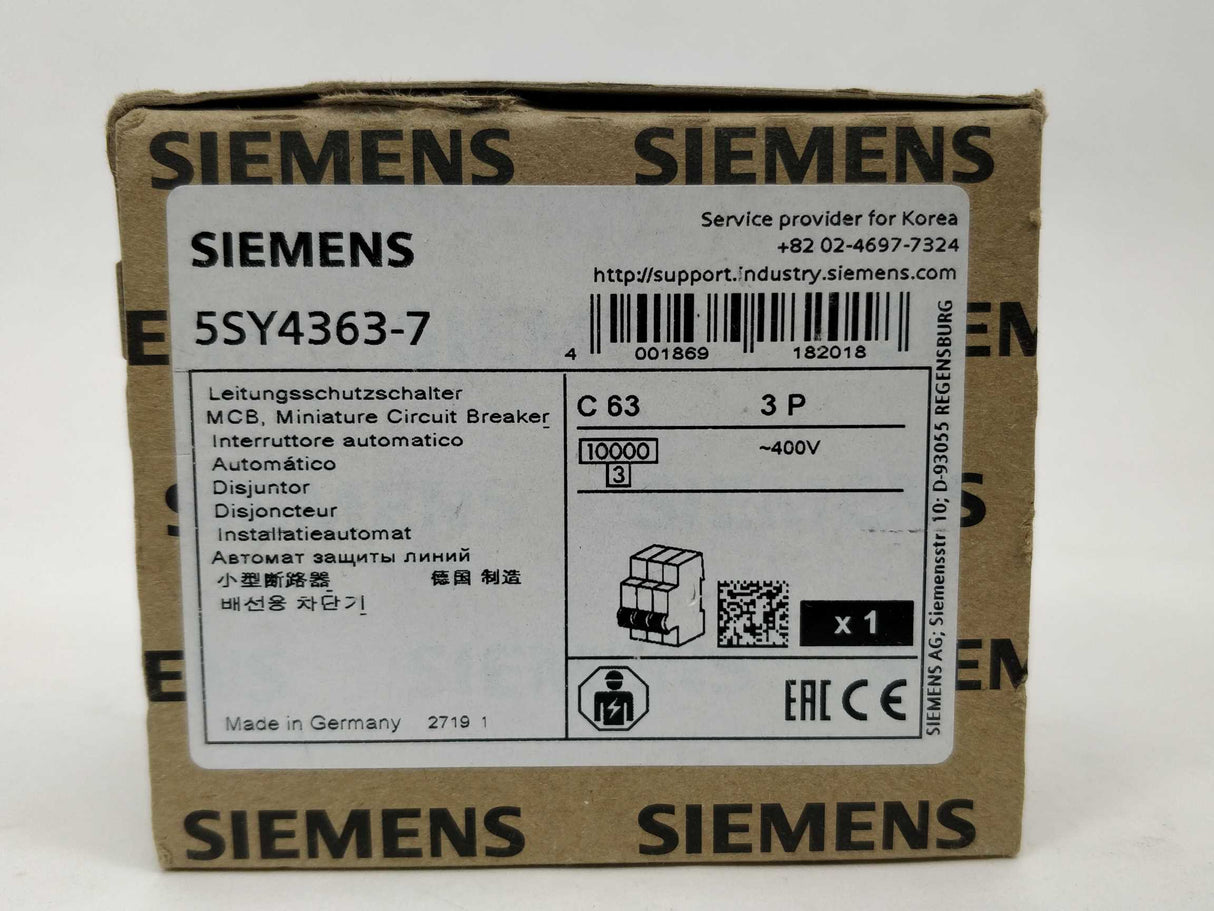 SIEMENS SIEMENS
SIEMENS
Service provider for Korea
+82 02-4697-7324
http://support.industry.siemens.com
5SY4363-7
4 001869 182018
Leitungsschutzschalter
MCB, Miniature Circuit Breaker
Interruttore automatico
Automático
Disjuntor
Disjoncteur
Installatieautomat
Автомат защиты линий
小型断路器 德国 制造
배선용 차단기
Made in Germany 2719 1
C 63 3 P
10000 ~400V
3
x 1
EAC CE
SIEMENS AG; Siemensstr. 10; D-93055 REGENSBURG
E EM
S S
E EM
SIEMENS SIEMENS